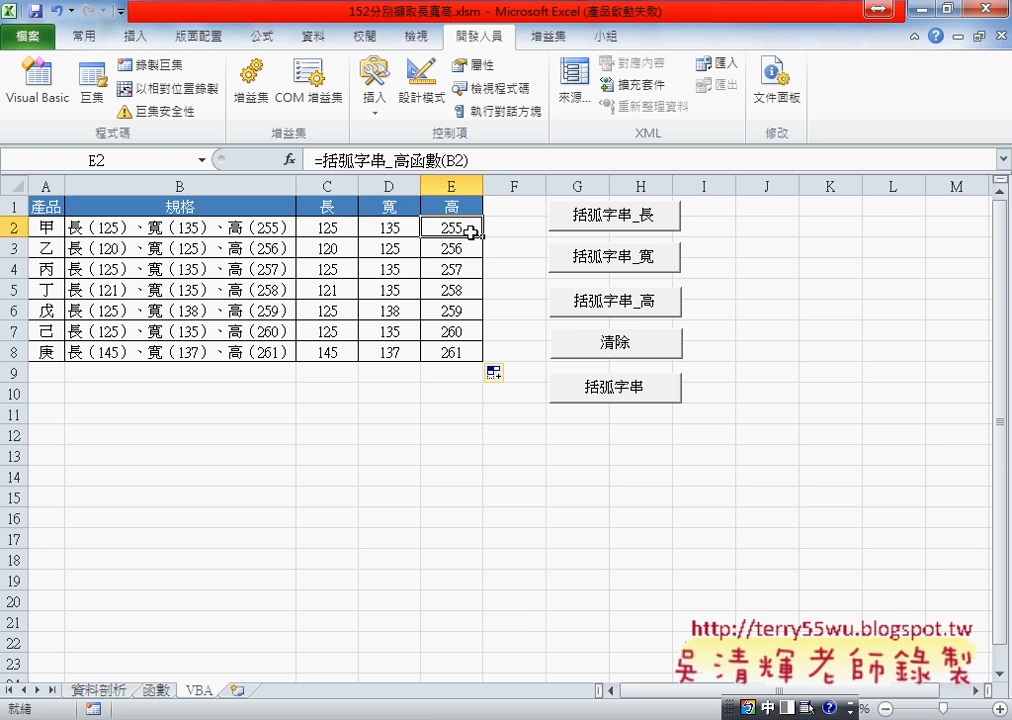 152分別擷取長寬高.xlsm - Microsoft Excel (產品啟動失敗)
檔案 常用 插入 版面配置 公式 資料 校閱 檢視 開發人員 增益集 小組
Visual Basic 巨集 錄製巨集 以相對位置錄製 巨集安全性 增益集 COM 增益集 插入 設計模式 屬性 檢視程式碼 執行對話方塊 來源... 對應內容 擴充套件 重新整理資料 匯入 匯出 文件面板
程式碼 增益集 控制項 XML 修改
E2 fx =括弧字串_高函數(B2)
A B C D E F G H I J K L M
1 產品 規格 長 寬 高
2 甲 長（125）、寬（135）、高（255） 125 135 255
3 乙 長（120）、寬（125）、高（256） 120 125 256
4 丙 長（125）、寬（135）、高（257） 125 135 257
5 丁 長（121）、寬（135）、高（258） 121 135 258
6 戊 長（125）、寬（138）、高（259） 125 138 259
7 己 長（125）、寬（135）、高（260） 125 135 260
8 庚 長（145）、寬（137）、高（261） 145 137 261
括弧字串_長
括弧字串_寬
括弧字串_高
清除
括弧字串
9
10
11
12
13
14
15
16
17
18
19
20
21
22
23
http://terry55wu.blogspot.tw
吳清輝老師錄製
資料剖析 函數 VBA
就緒 中 %